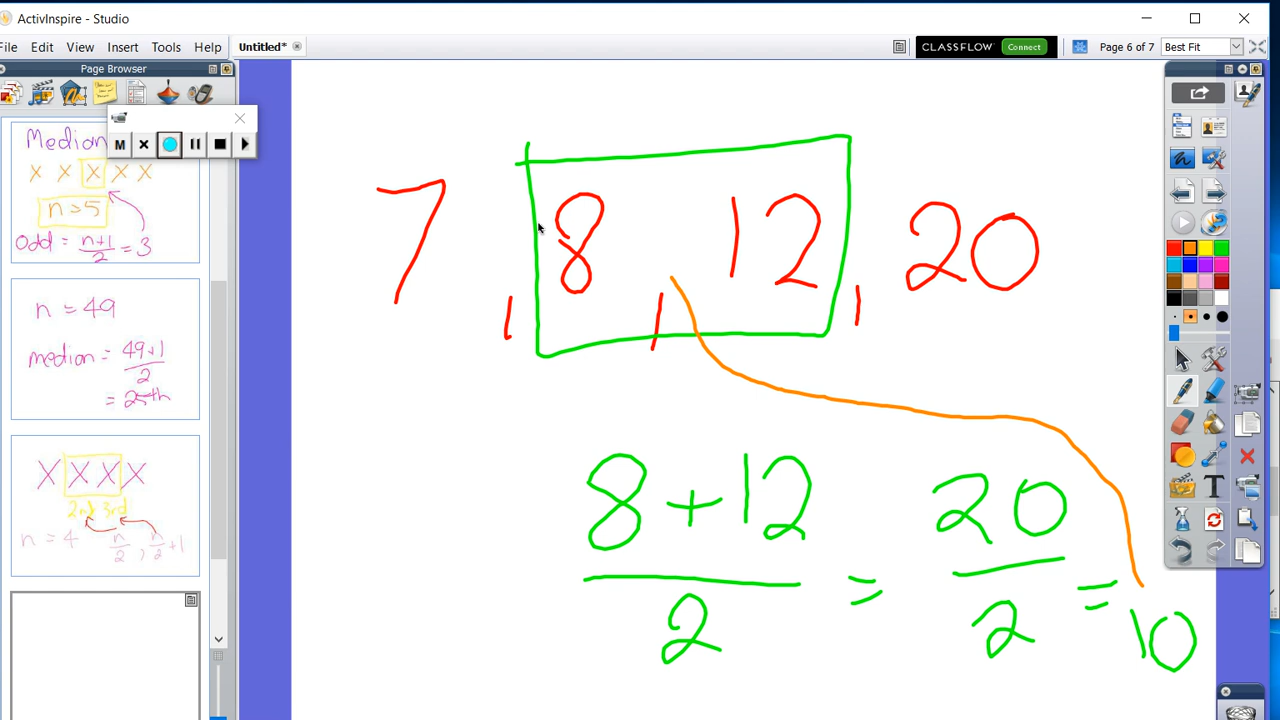 ActivInspire - Studio
File Edit View Insert Tools Help Untitled* CLASSFLOW Connect Page 6 of 7 Best Fit
Page Browser
M
Median
X X X X X
n=5
Odd = n+1/2 = 3
n = 49
median = 49+1/2
= 25th
X X X X
2nd 3rd
n = 4 n/2, n/2+1
7, 8, 12, 20
8+12/2 = 20/2 = 10
T